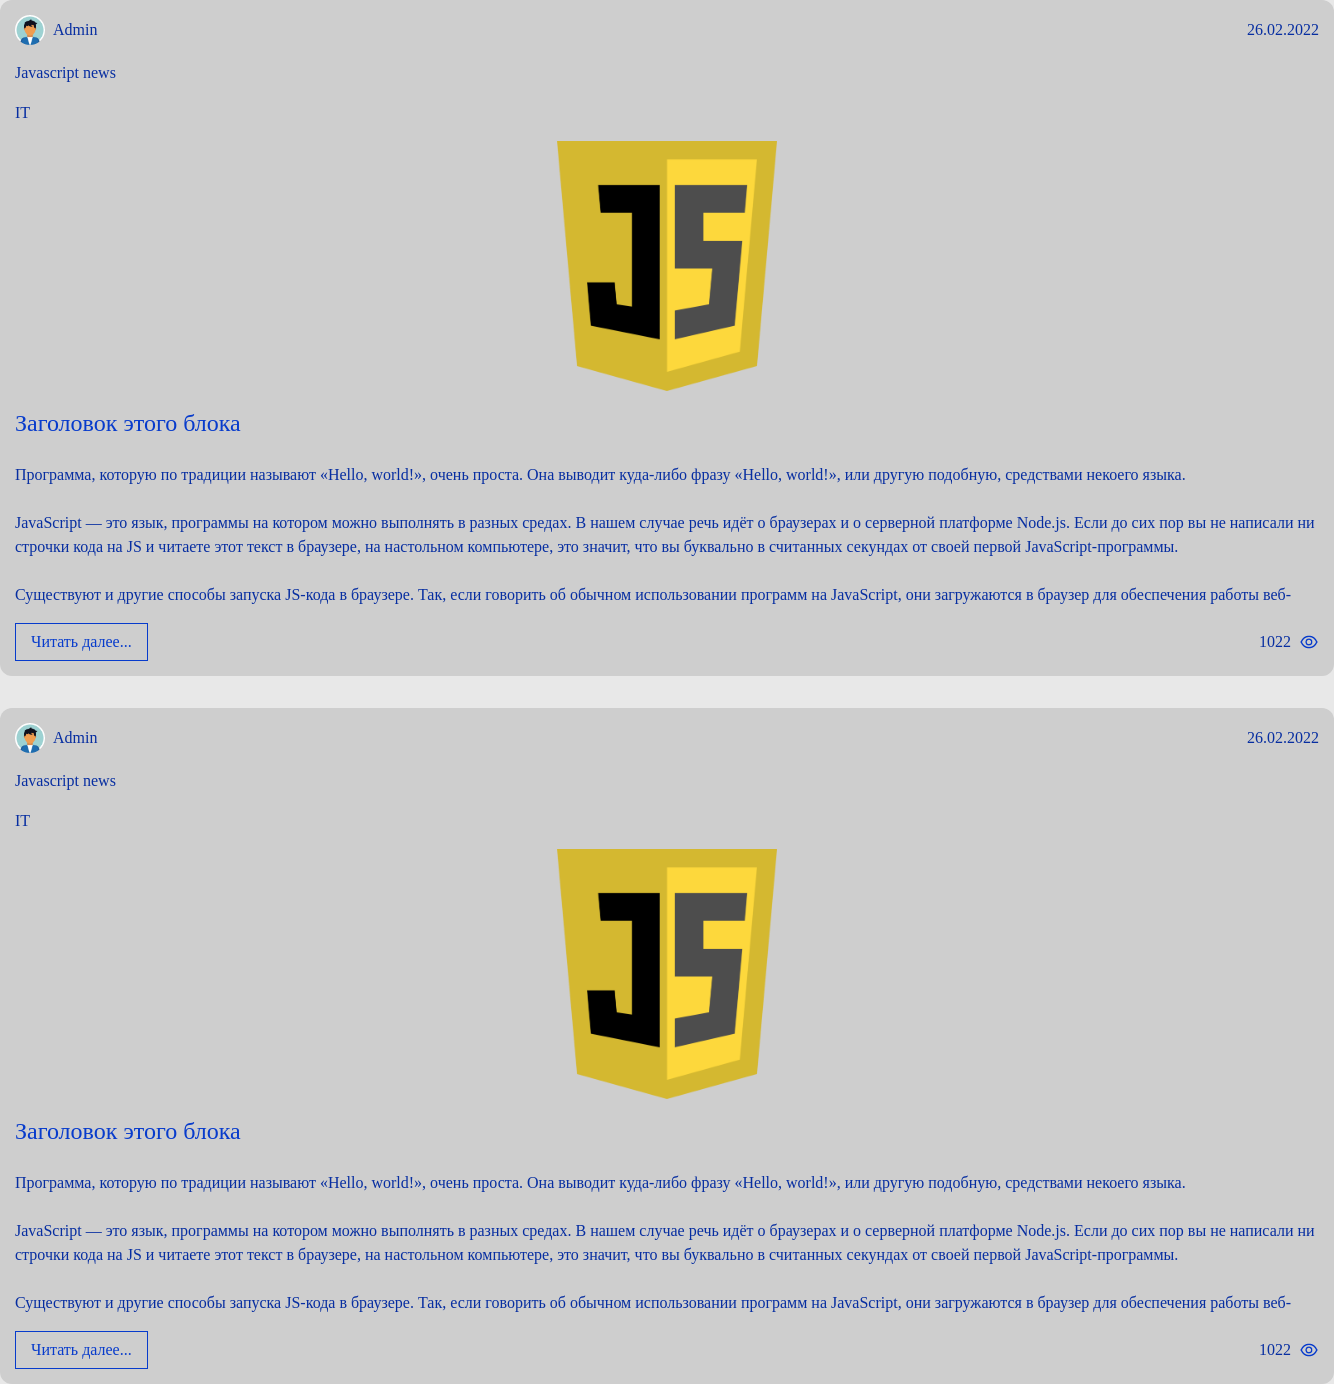 Admin
26.02.2022
Javascript news
IT
JS
Заголовок этого блока
Программа, которую по традиции называют «Hello, world!», очень проста. Она выводит куда-либо фразу «Hello, world!», или другую подобную, средствами некоего языка.
JavaScript — это язык, программы на котором можно выполнять в разных средах. В нашем случае речь идёт о браузерах и о серверной платформе Node.js. Если до сих пор вы не написали ни
строчки кода на JS и читаете этот текст в браузере, на настольном компьютере, это значит, что вы буквально в считанных секундах от своей первой JavaScript-программы.
Существуют и другие способы запуска JS-кода в браузере. Так, если говорить об обычном использовании программ на JavaScript, они загружаются в браузер для обеспечения работы веб-
Читать далее...
1022
Admin
26.02.2022
Javascript news
IT
JS
Заголовок этого блока
Программа, которую по традиции называют «Hello, world!», очень проста. Она выводит куда-либо фразу «Hello, world!», или другую подобную, средствами некоего языка.
JavaScript — это язык, программы на котором можно выполнять в разных средах. В нашем случае речь идёт о браузерах и о серверной платформе Node.js. Если до сих пор вы не написали ни
строчки кода на JS и читаете этот текст в браузере, на настольном компьютере, это значит, что вы буквально в считанных секундах от своей первой JavaScript-программы.
Существуют и другие способы запуска JS-кода в браузере. Так, если говорить об обычном использовании программ на JavaScript, они загружаются в браузер для обеспечения работы веб-
Читать далее...
1022